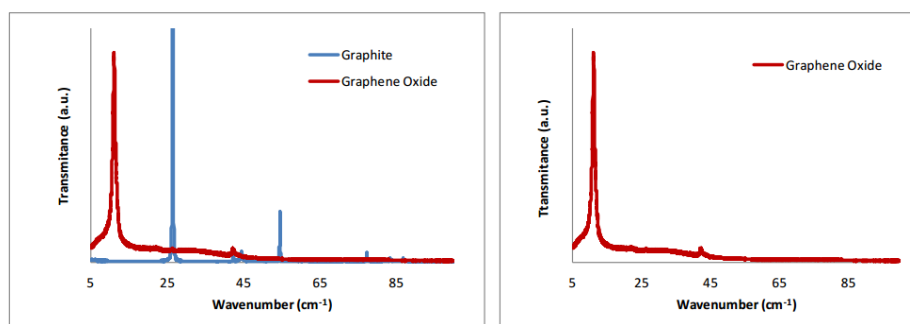 Graphite
Graphene Oxide
Transmitance (a.u.)
5 25 45 65 85
Wavenumber (cm-1)
Graphene Oxide
Ttantmitance (a.u.)
5 25 45 65 85
Wavenumber (cm-1)